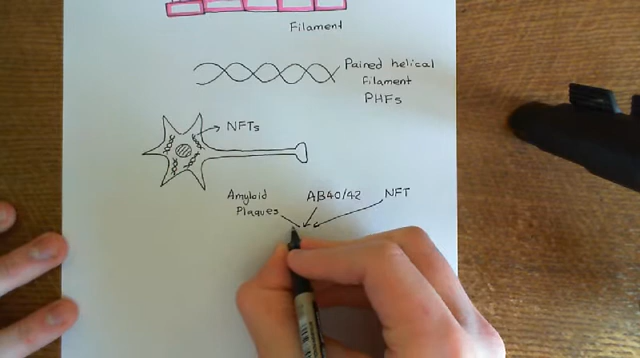 Filament
Paired helical
filament
PHFs
NFTs
Amyloid
Plaques
AB40/42
NFT